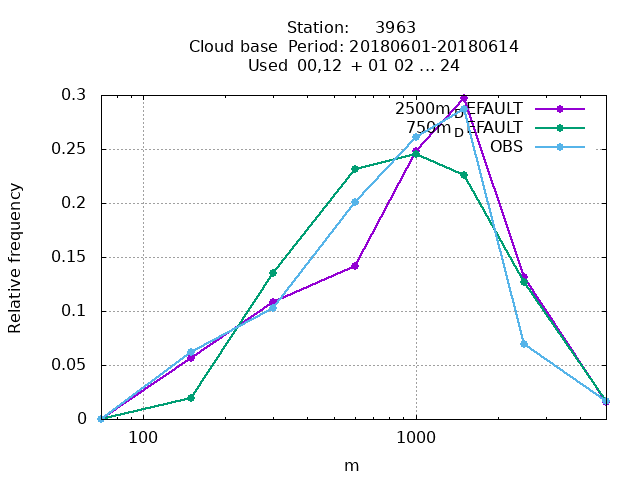 Station: 3963
Cloud base Period: 20180601-20180614
Used 00,12 + 01 02 ... 24
0.3
0.25
0.2
0.15
0.1
0.05
0
2500m_DEFAULT
750m_DEFAULT
OBS
Relative frequency
100
1000
m